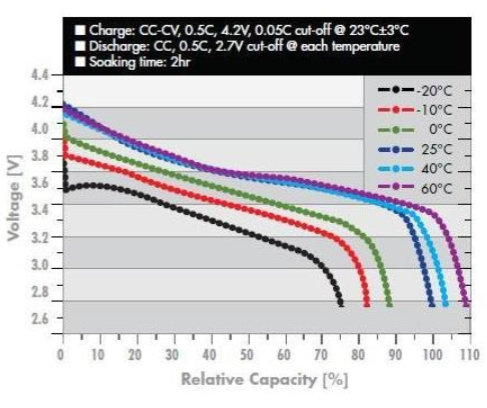 ■ Charge: CC-CV, 0.5C, 4.2V, 0.05C cut-off @ 23°C±3°C
■ Discharge: CC, 0.5C, 2.7V cut-off @ each temperature
■ Soaking time: 2hr
4.4
4.2
4.0
3.8
3.6
3.4
3.2
3.0
2.8
2.6
Voltage [V]
-20°C
-10°C
0°C
25°C
40°C
60°C
0 10 20 30 40 50 60 70 80 90 100 110
Relative Capacity [%]